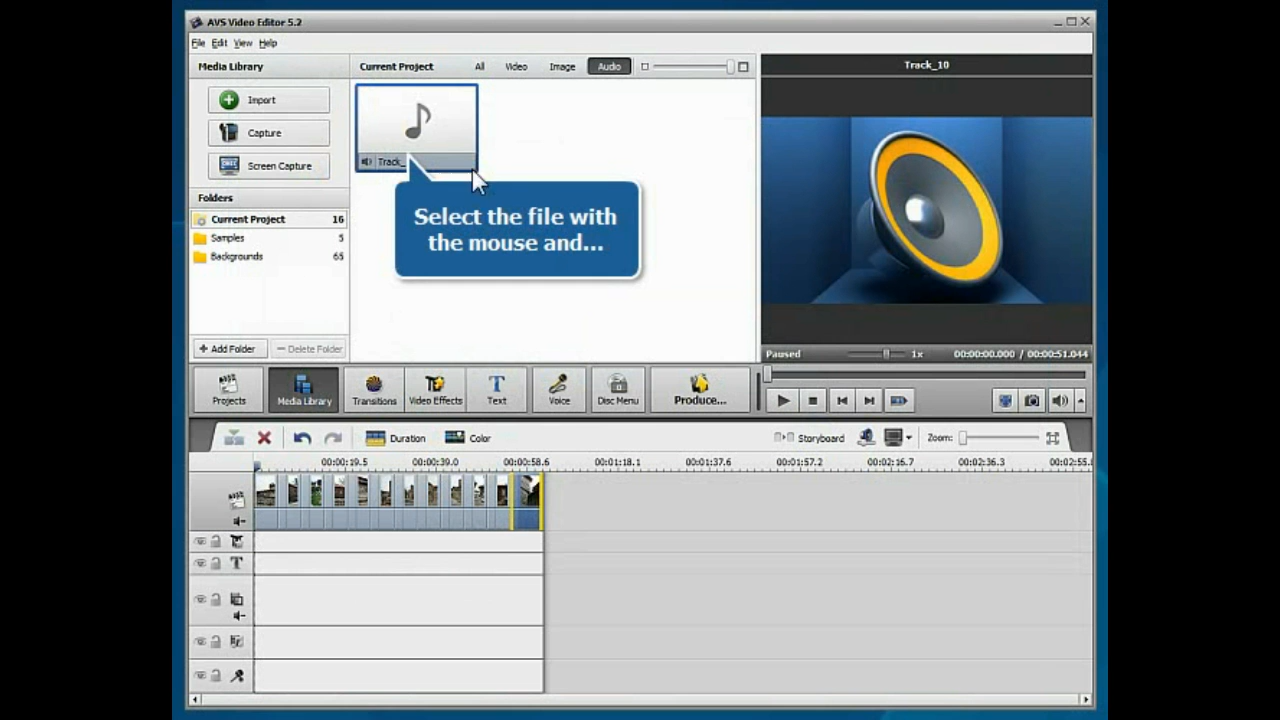 AVS Video Editor 5.2
File Edit View Help
Media Library
Current Project All Video Image Audio
Track_10
Import
Capture
Screen Capture
Track_
Select the file with
the mouse and...
Folders
Current Project 16
Samples 5
Backgrounds 65
Add Folder Delete Folder
Paused 1x 00:00:00.000 / 00:00:51.044
Projects Media Library Transitions Video Effects Text Voice Disc Menu Produce...
Duration Color Storyboard Zoom:
00:00:19.5 00:00:39.0 00:00:58.6 00:01:18.1 00:01:37.6 00:01:57.2 00:02:16.7 00:02:36.3 00:02:55.
T